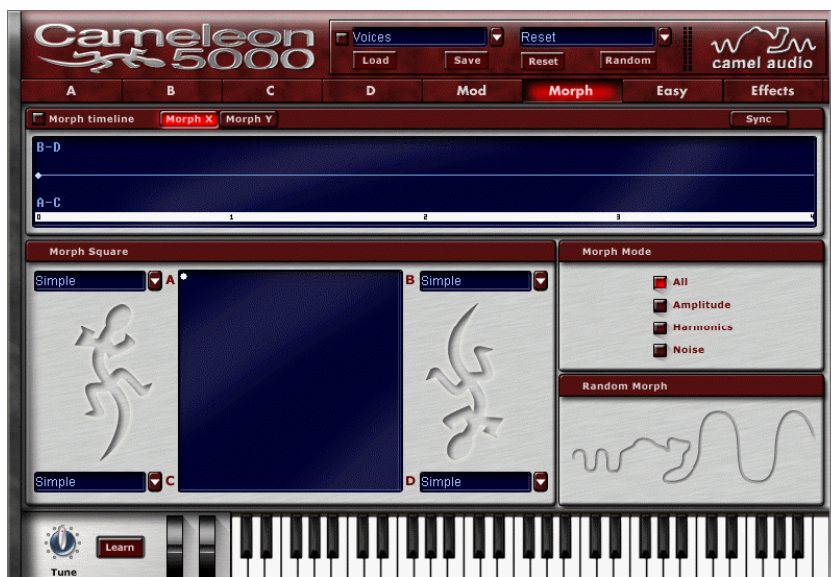 Cameleon
5000
Voices
Reset
Load
Save
Reset
Random
camel audio
A
B
C
D
Mod
Morph
Easy
Effects
Morph timeline
Morph X
Morph Y
Sync
B-D
A-C
0 1 2 3 4
Morph Square
Morph Mode
Simple
A
B
Simple
All
Amplitude
Harmonics
Noise
Random Morph
Simple
C
D
Simple
Learn
Tune